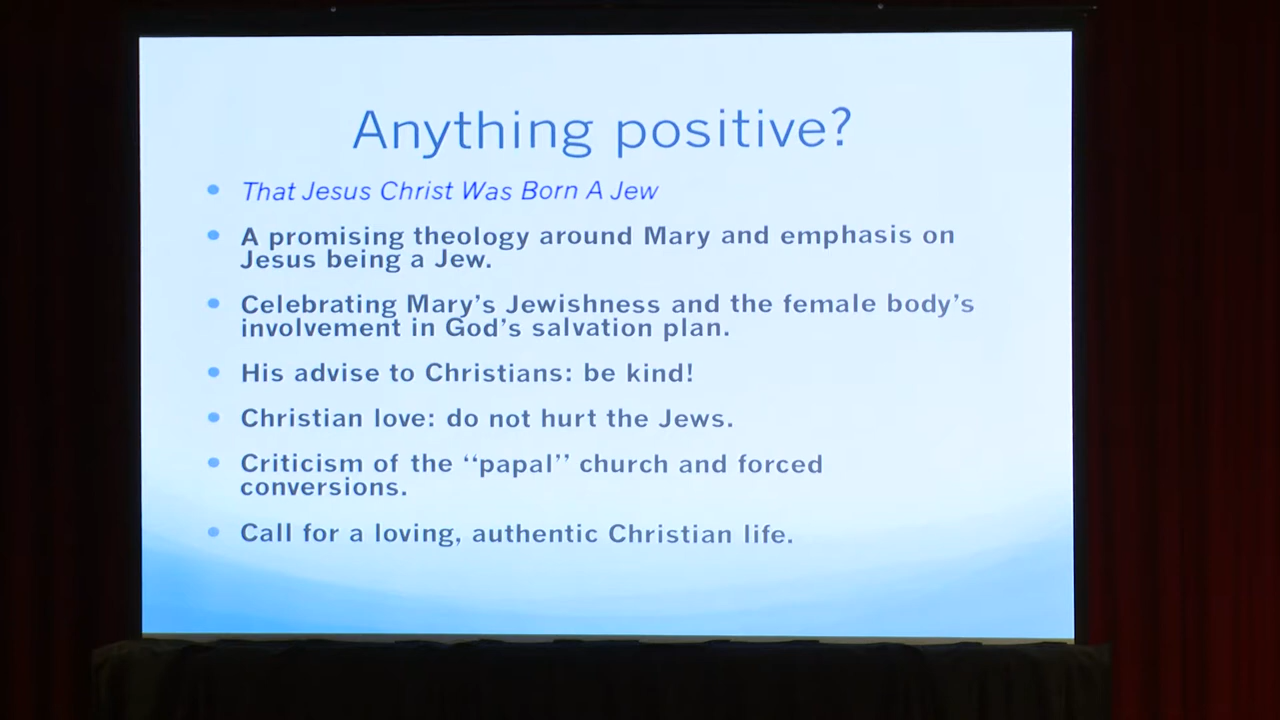 Anything positive?
• That Jesus Christ Was Born A Jew
• A promising theology around Mary and emphasis on
Jesus being a Jew.
• Celebrating Mary’s Jewishness and the female body’s
involvement in God’s salvation plan.
• His advise to Christians: be kind!
• Christian love: do not hurt the Jews.
• Criticism of the “papal” church and forced
conversions.
• Call for a loving, authentic Christian life.